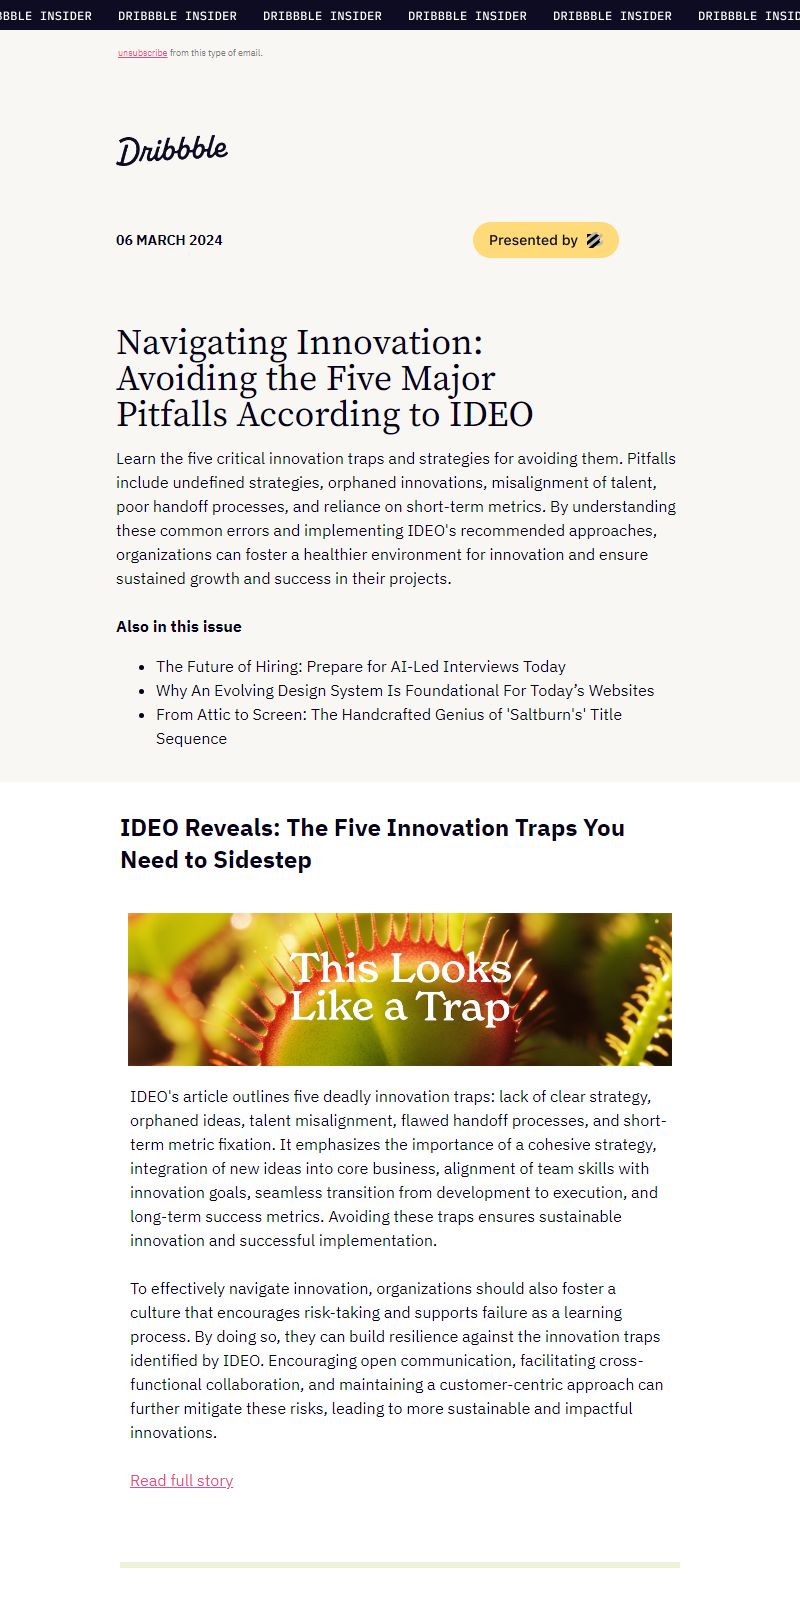 BBLE INSIDER DRIBBBLE INSIDER DRIBBBLE INSIDER DRIBBBLE INSIDER DRIBBBLE INSIDER DRIBBBLE INSID
unsubscribe from this type of email.
Dribbble
06 MARCH 2024
Presented by
Navigating Innovation:
Avoiding the Five Major
Pitfalls According to IDEO
Learn the five critical innovation traps and strategies for avoiding them. Pitfalls
include undefined strategies, orphaned innovations, misalignment of talent,
poor handoff processes, and reliance on short-term metrics. By understanding
these common errors and implementing IDEO's recommended approaches,
organizations can foster a healthier environment for innovation and ensure
sustained growth and success in their projects.
Also in this issue
• The Future of Hiring: Prepare for AI-Led Interviews Today
• Why An Evolving Design System Is Foundational For Today’s Websites
• From Attic to Screen: The Handcrafted Genius of 'Saltburn's' Title
Sequence
IDEO Reveals: The Five Innovation Traps You
Need to Sidestep
This Looks
Like a Trap
IDEO's article outlines five deadly innovation traps: lack of clear strategy,
orphaned ideas, talent misalignment, flawed handoff processes, and short-
term metric fixation. It emphasizes the importance of a cohesive strategy,
integration of new ideas into core business, alignment of team skills with
innovation goals, seamless transition from development to execution, and
long-term success metrics. Avoiding these traps ensures sustainable
innovation and successful implementation.
To effectively navigate innovation, organizations should also foster a
culture that encourages risk-taking and supports failure as a learning
process. By doing so, they can build resilience against the innovation traps
identified by IDEO. Encouraging open communication, facilitating cross-
functional collaboration, and maintaining a customer-centric approach can
further mitigate these risks, leading to more sustainable and impactful
innovations.
Read full story